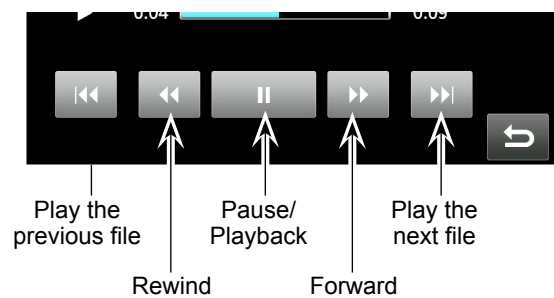 0:04 0:09
Play the
previous file
Pause/
Playback
Play the
next file
Rewind Forward